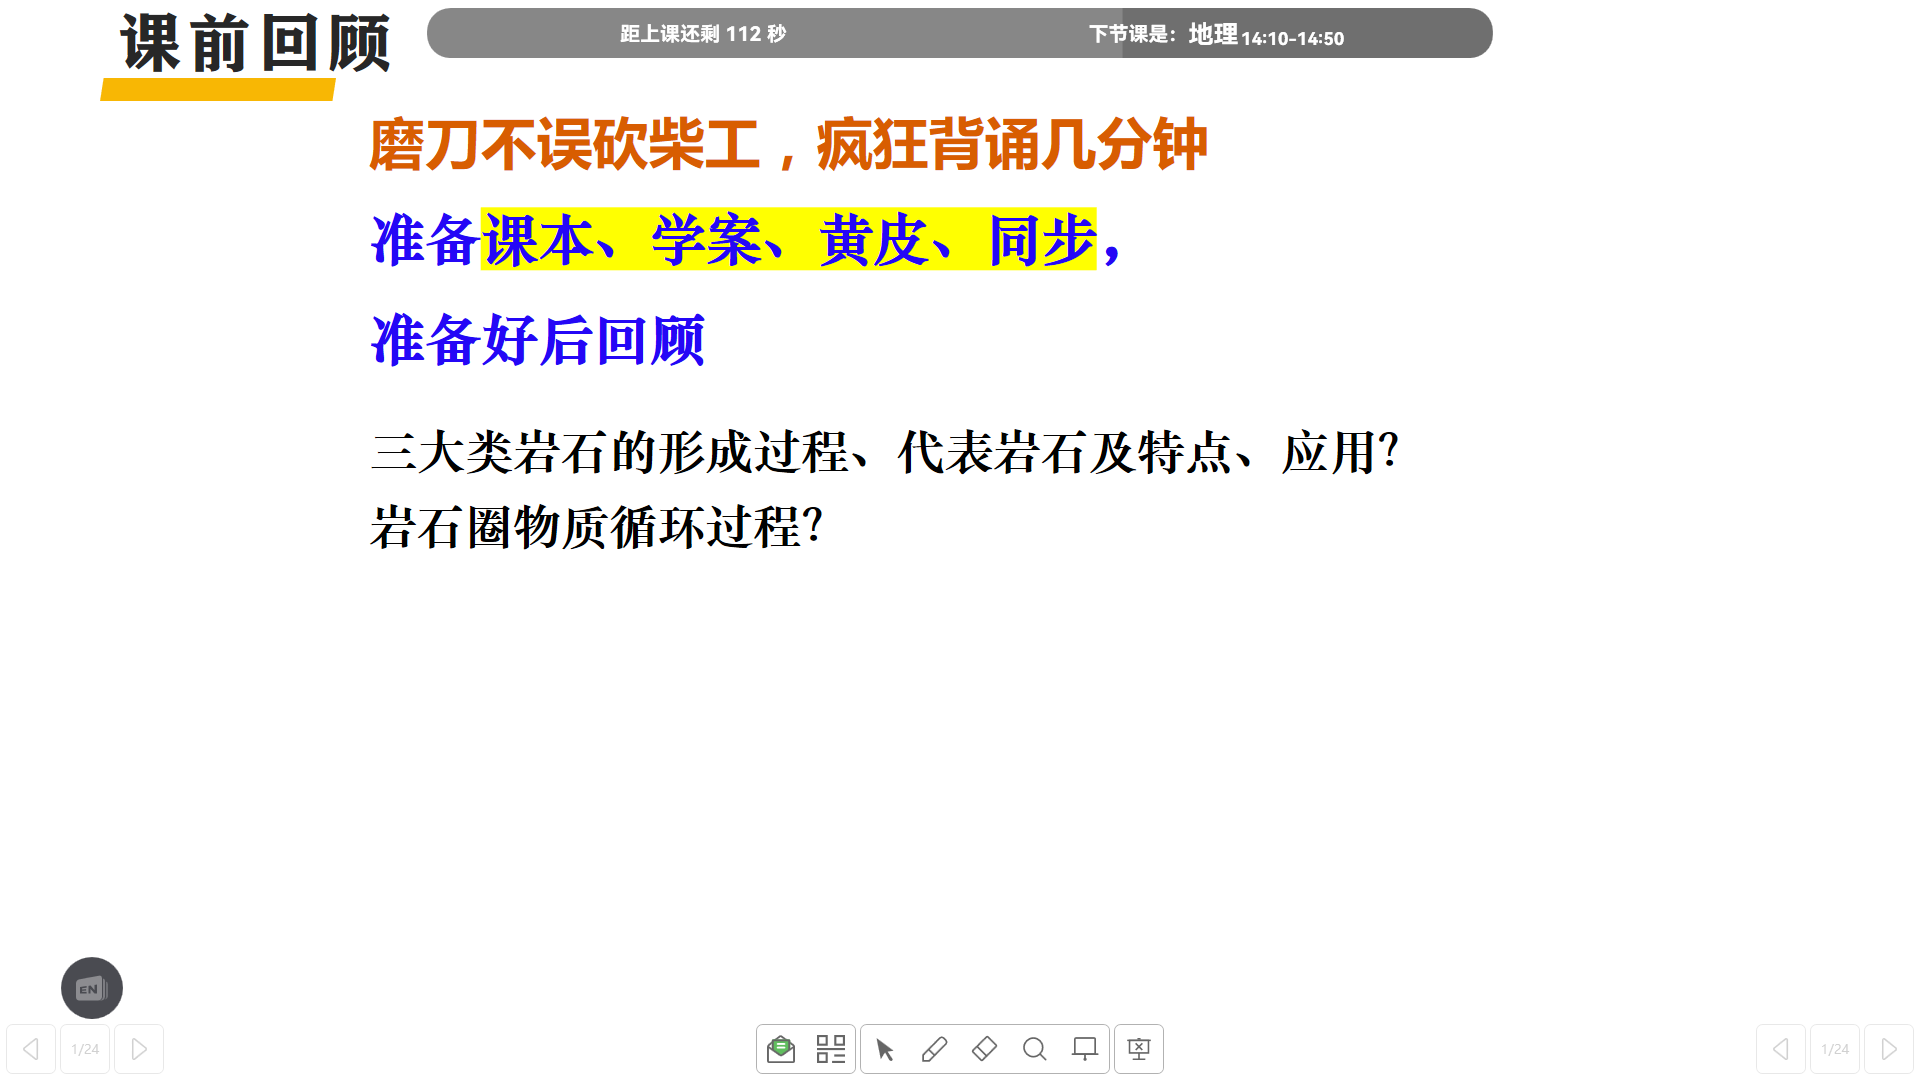 课前回顾
距上课还剩 112 秒
下节课是：地理 14:10-14:50
磨刀不误砍柴工，疯狂背诵几分钟
准备课本、学案、黄皮、同步，
准备好后回顾
三大类岩石的形成过程、代表岩石及特点、应用？
岩石圈物质循环过程？
EN
1/24
1/24